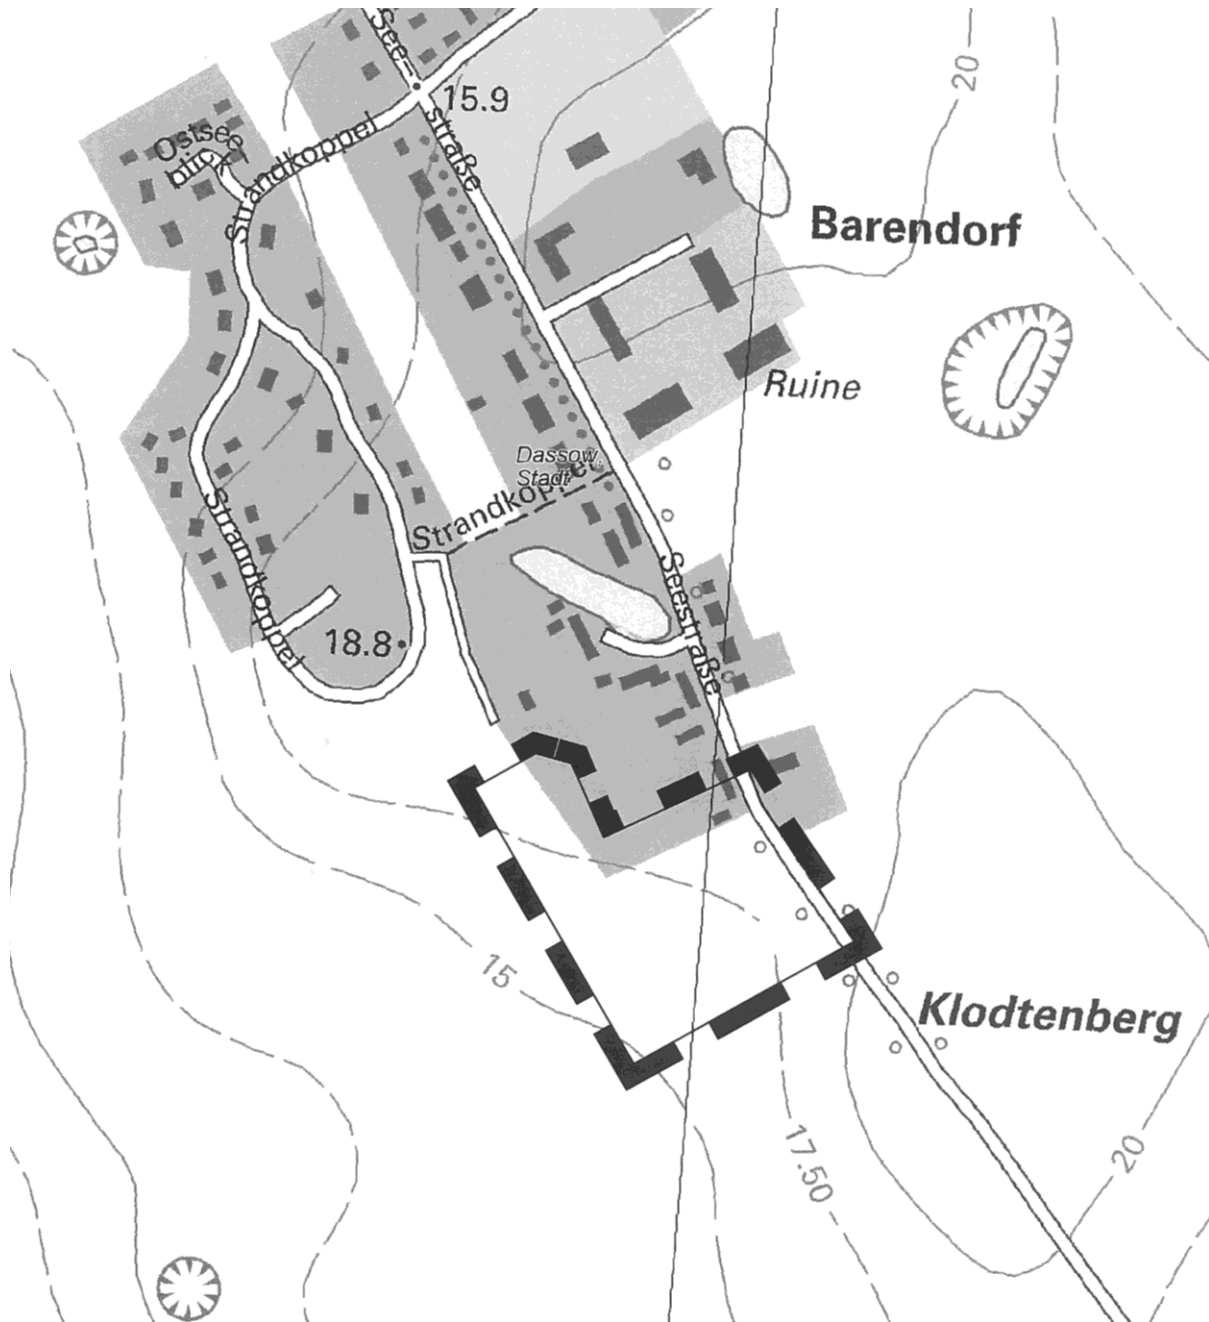 See-
straße
15.9
Ostsee-
blick
Strandkoppel
20
Barendorf
Ruine
Dassow,
Stadt
Strandkoppel
Strandkoppel
Seestraße
18.8
15
Klodtenberg
17.50
20